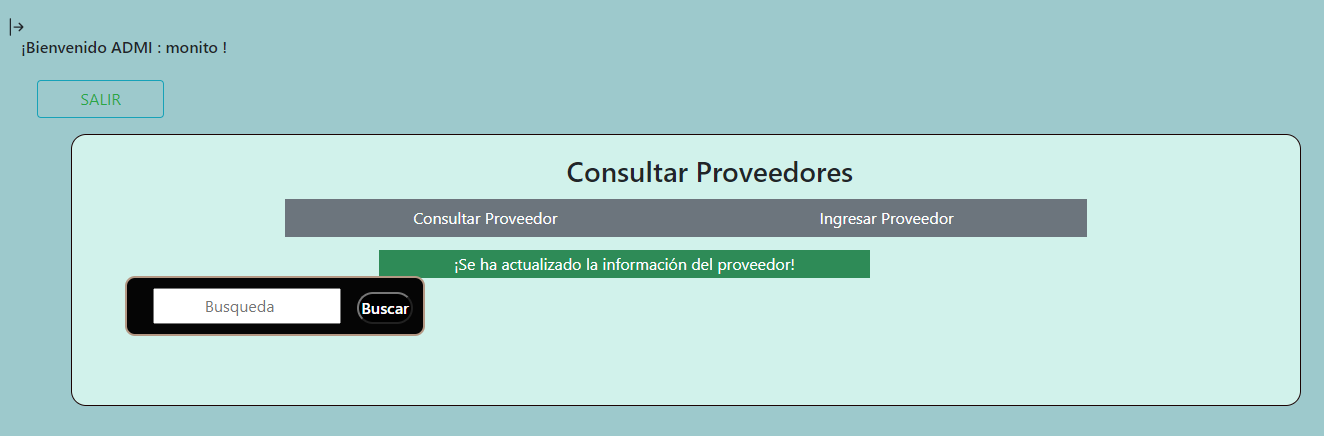 |→
¡Bienvenido ADMI : monito !
SALIR
Consultar Proveedores
Consultar Proveedor Ingresar Proveedor
¡Se ha actualizado la información del proveedor!
Busqueda Buscar